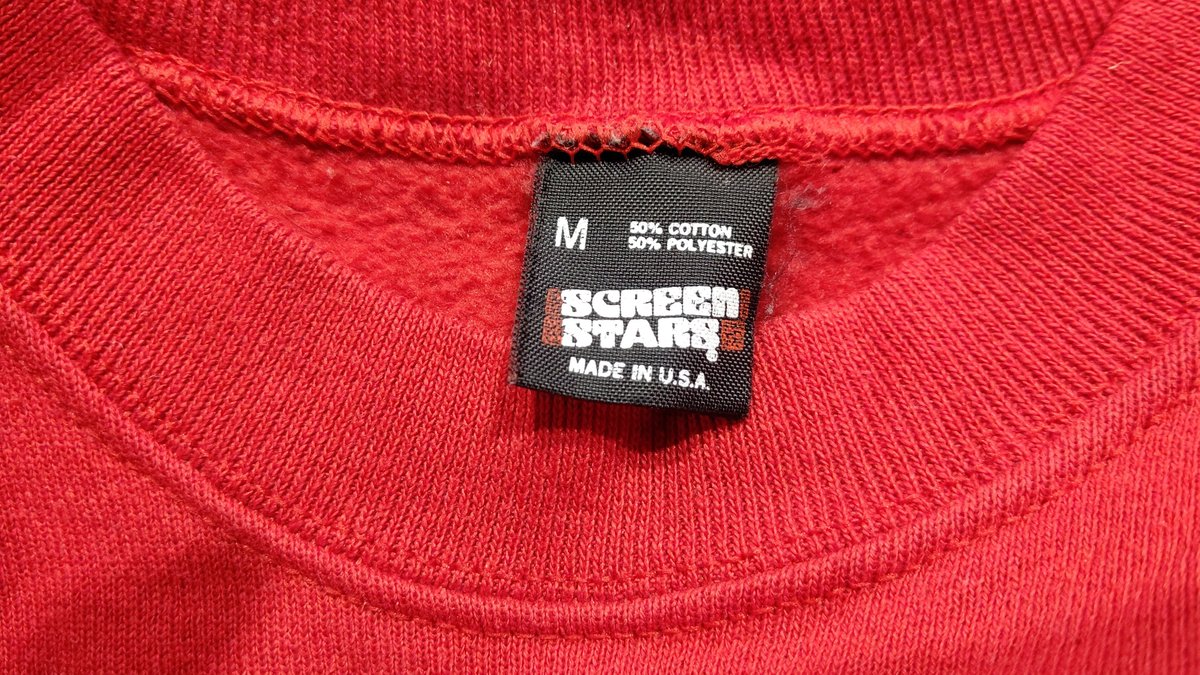 M
50% COTTON
50% POLYESTER
SCREEN
STARS
MADE IN U.S.A.